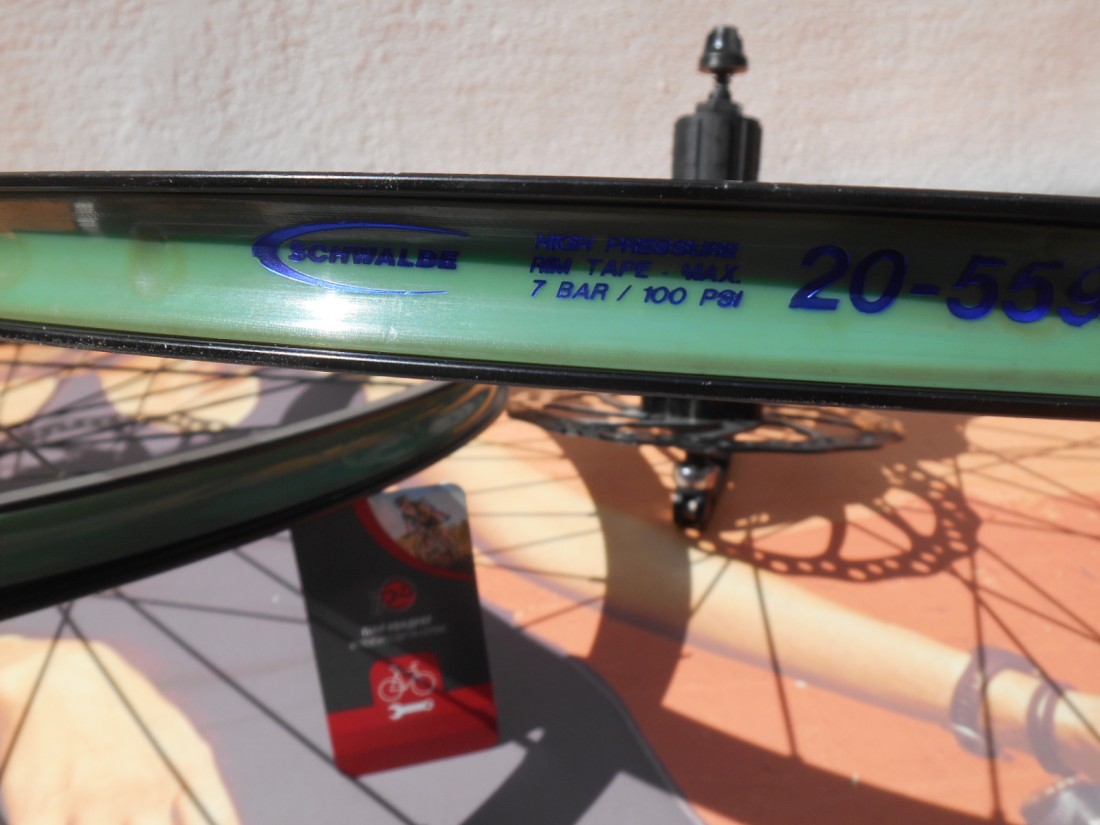 SCHWALBE
HIGH PRESSURE
RIM TAPE - MAX.
7 BAR / 100 PSI
20-559